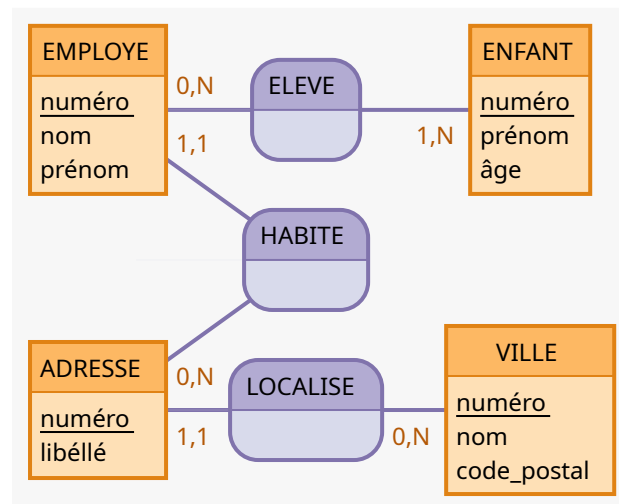 EMPLOYE
numéro
nom
prénom
0,N
1,1
ELEVE
1,N
ENFANT
numéro
prénom
âge
HABITE
ADRESSE
numéro
libéllé
0,N
1,1
LOCALISE
0,N
VILLE
numéro
nom
code_postal